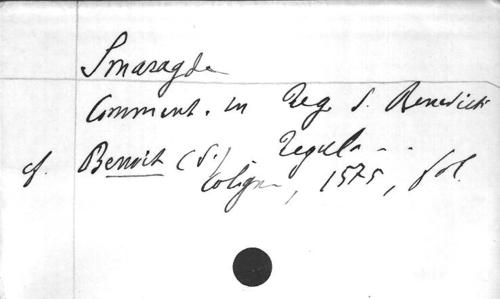 Smaragde
Comment. in Reg. S. Benedicti
cf. Benoit (S.) Regula . .
Cologne, 1575, fol.